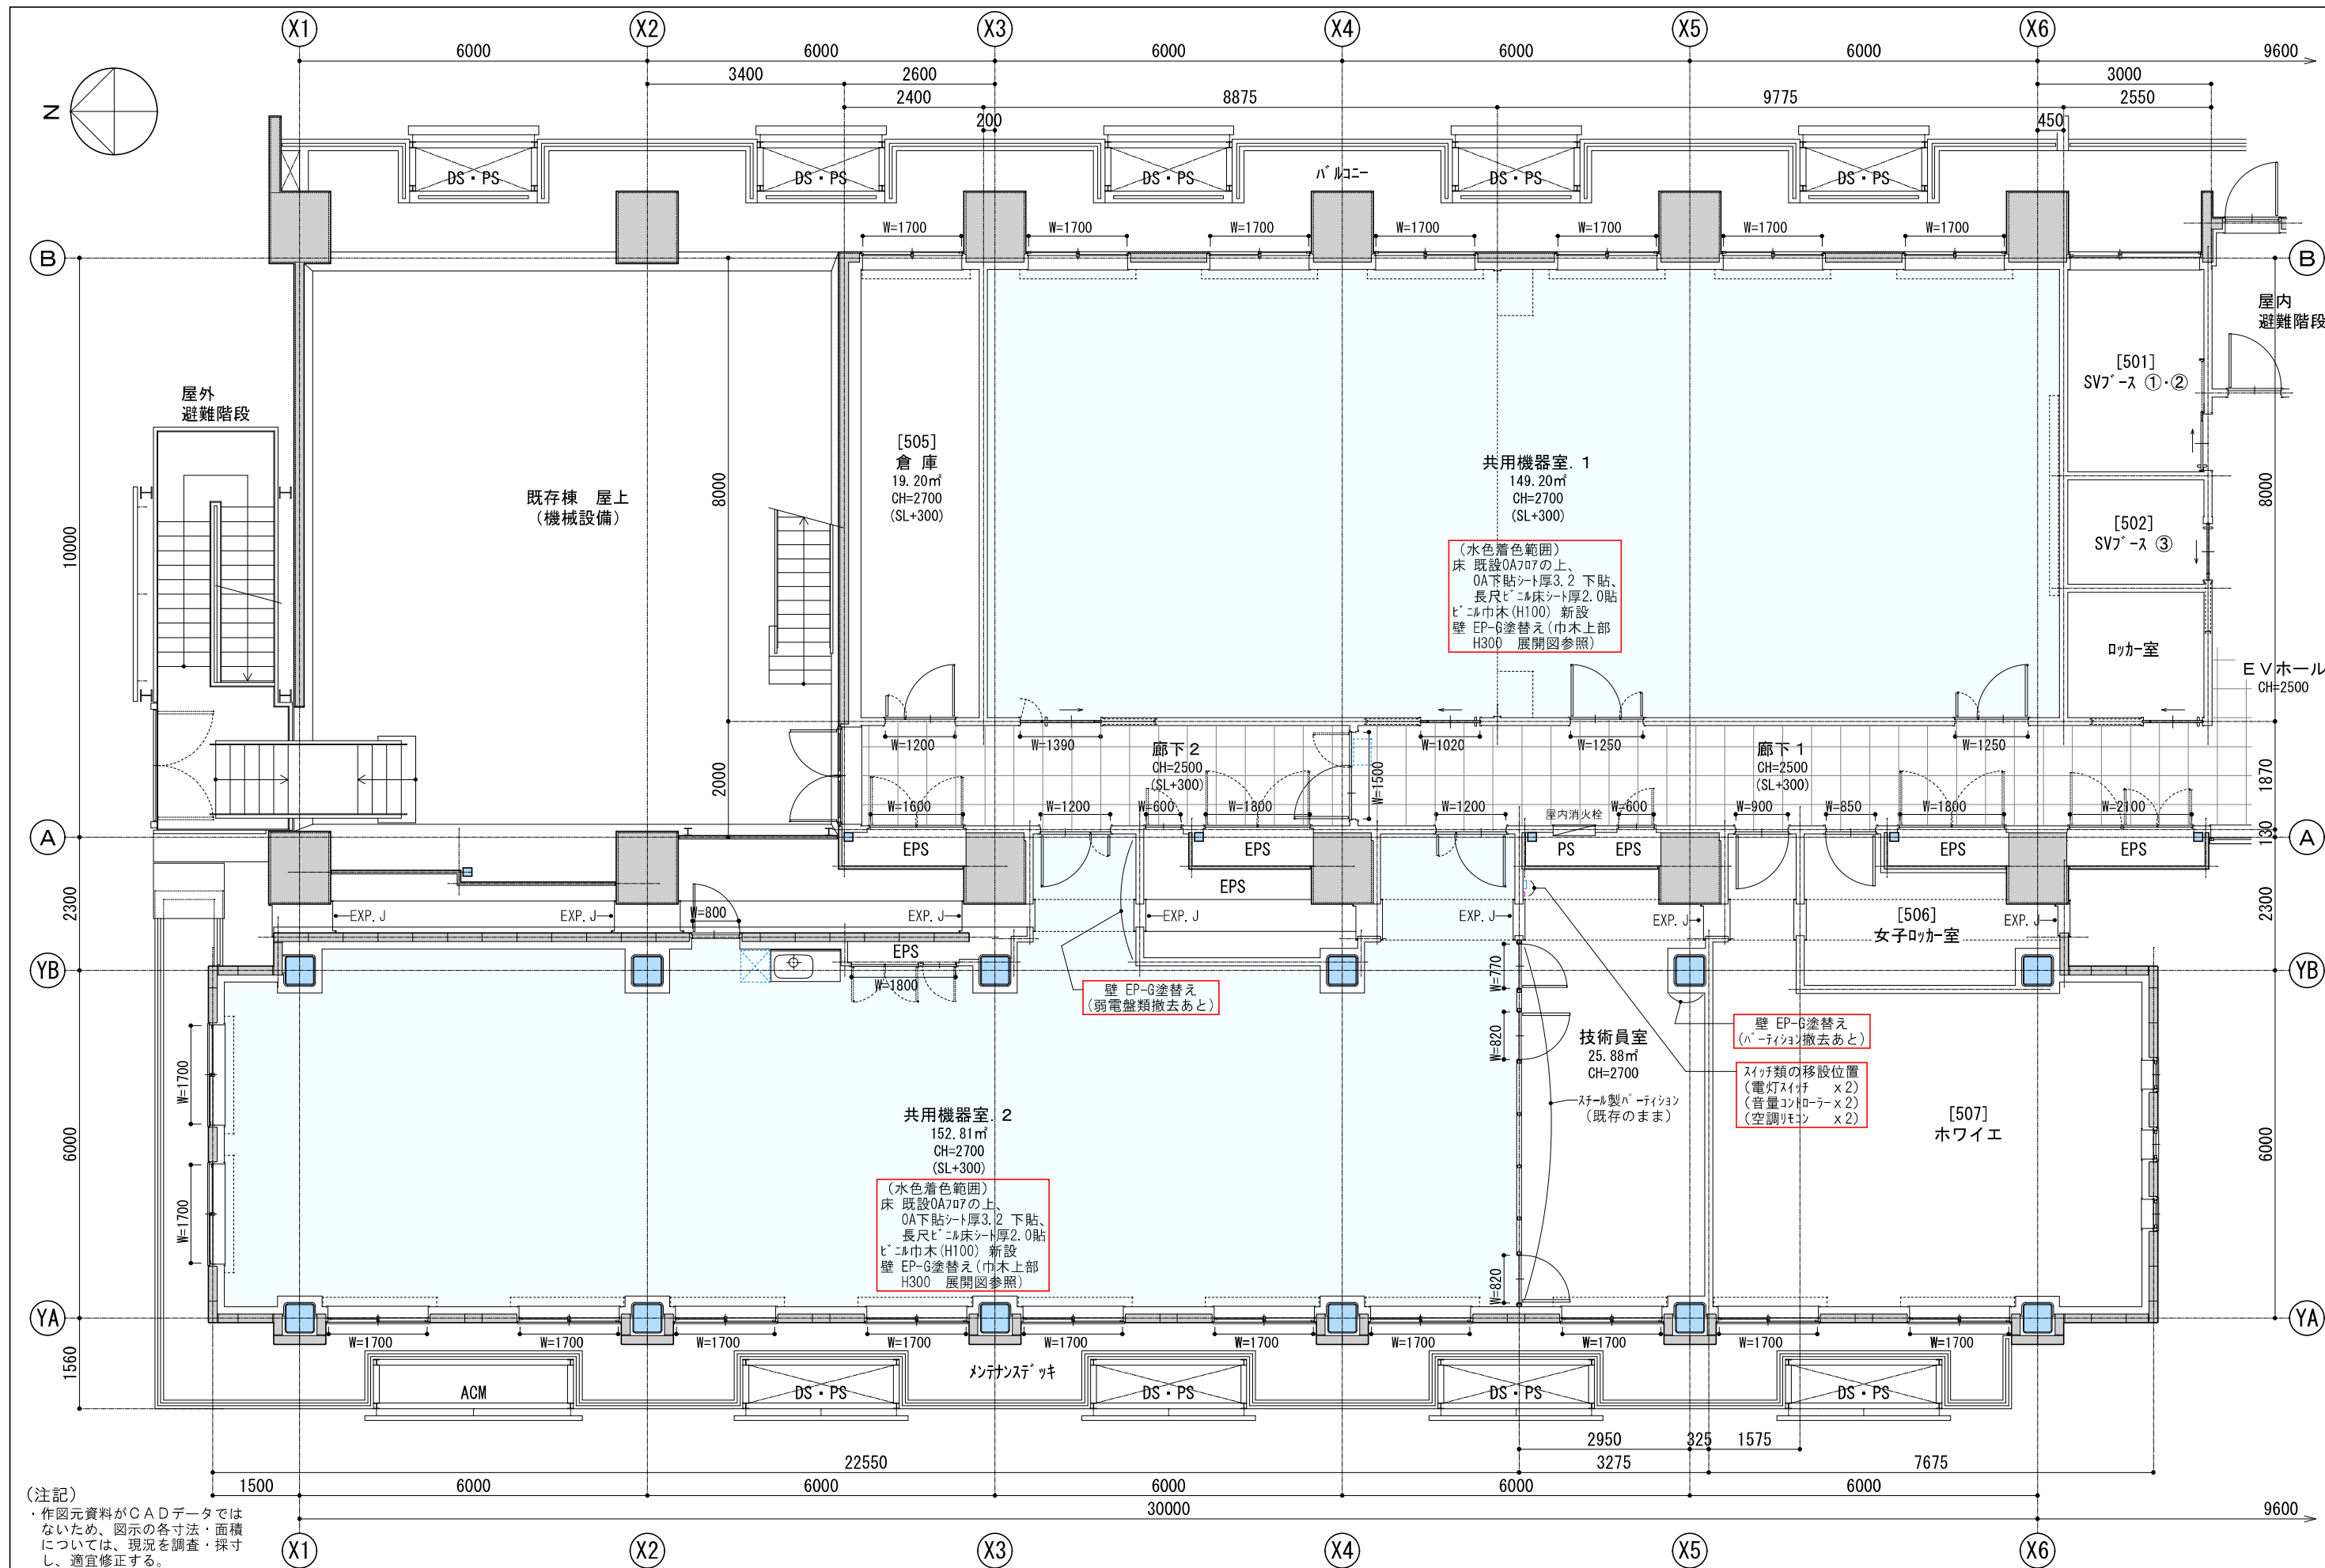 X1
X2
X3
X4
X5
X6
6000
6000
6000
6000
6000
9600
3400
2600
3000
2400
8875
9775
2550
200
450
N
DS・PS
DS・PS
DS・PS
DS・PS
DS・PS
バルコニー
W=1700
W=1700
W=1700
W=1700
W=1700
W=1700
W=1700
B
B
屋内
避難階段
[501]
SVブース ①・②
屋外
避難階段
[505]
倉 庫
19.20㎡
CH=2700
(SL+300)
共用機器室.1
149.20㎡
CH=2700
(SL+300)
既存棟 屋上
(機械設備)
8000
8000
10000
[502]
SVブース ③
(水色着色範囲)
床 既設OAフロアの上、
OA下貼シート厚3.2 下貼、
長尺ビニル床シート厚2.0貼
ビニル巾木(H100) 新設
壁 EP-G塗替え(巾木上部
H300 展開図参照)
ロッカー室
EVホール
CH=2500
W=1200
W=1390
廊下2
CH=2500
(SL+300)
W=1500
W=1020
W=1250
廊下1
CH=2500
(SL+300)
W=1250
2000
1870
W=1600
W=1200
W=600
W=1800
W=1200
屋内消火栓
W=600
W=900
W=850
W=1800
W=2100
130
A
A
EPS
EPS
PS
EPS
EPS
EPS
EPS
2300
2300
EXP.J
EXP.J
W=800
EXP.J
EXP.J
EXP.J
EXP.J
[506]
女子ロッカー室
EXP.J
EPS
YB
YB
W=1800
W=770
壁 EP-G塗替え
(弱電盤類撤去あと)
壁 EP-G塗替え
(パーティション撤去あと)
W=1700
W=820
技術員室
25.88㎡
CH=2700
スイッチ類の移設位置
(電灯スイッチ x2)
(音量コントローラーx2)
(空調リモコン x2)
スチール製パーティション
(既存のまま)
共用機器室.2
152.81㎡
CH=2700
(SL+300)
[507]
ホワイエ
6000
6000
(水色着色範囲)
床 既設OAフロアの上、
OA下貼シート厚3.2 下貼、
長尺ビニル床シート厚2.0貼
ビニル巾木(H100) 新設
壁 EP-G塗替え(巾木上部
H300 展開図参照)
W=1700
W=820
YA
YA
W=1700
W=1700
W=1700
W=1700
W=1700
W=1700
W=1700
W=1700
W=1700
W=1700
1560
メンテナンスデッキ
ACM
DS・PS
DS・PS
DS・PS
DS・PS
2950
325
1575
22550
3275
7675
1500
6000
6000
6000
6000
6000
30000
9600
(注記)
・作図元資料がCADデータでは
ないため、図示の各寸法・面積
については、現況を調査・採寸
し、適宜修正する。
X1
X2
X3
X4
X5
X6